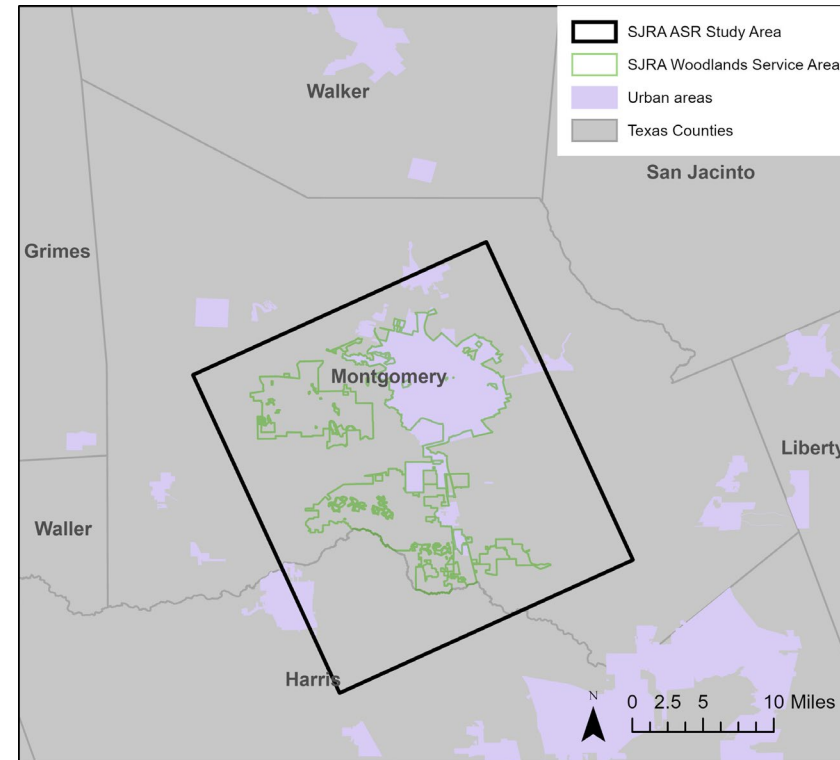 SJRA ASR Study Area
SJRA Woodlands Service Area
Urban areas
Texas Counties
Walker
San Jacinto
Grimes
Montgomery
Liberty
Waller
Harris
N
0 2.5 5 10 Miles